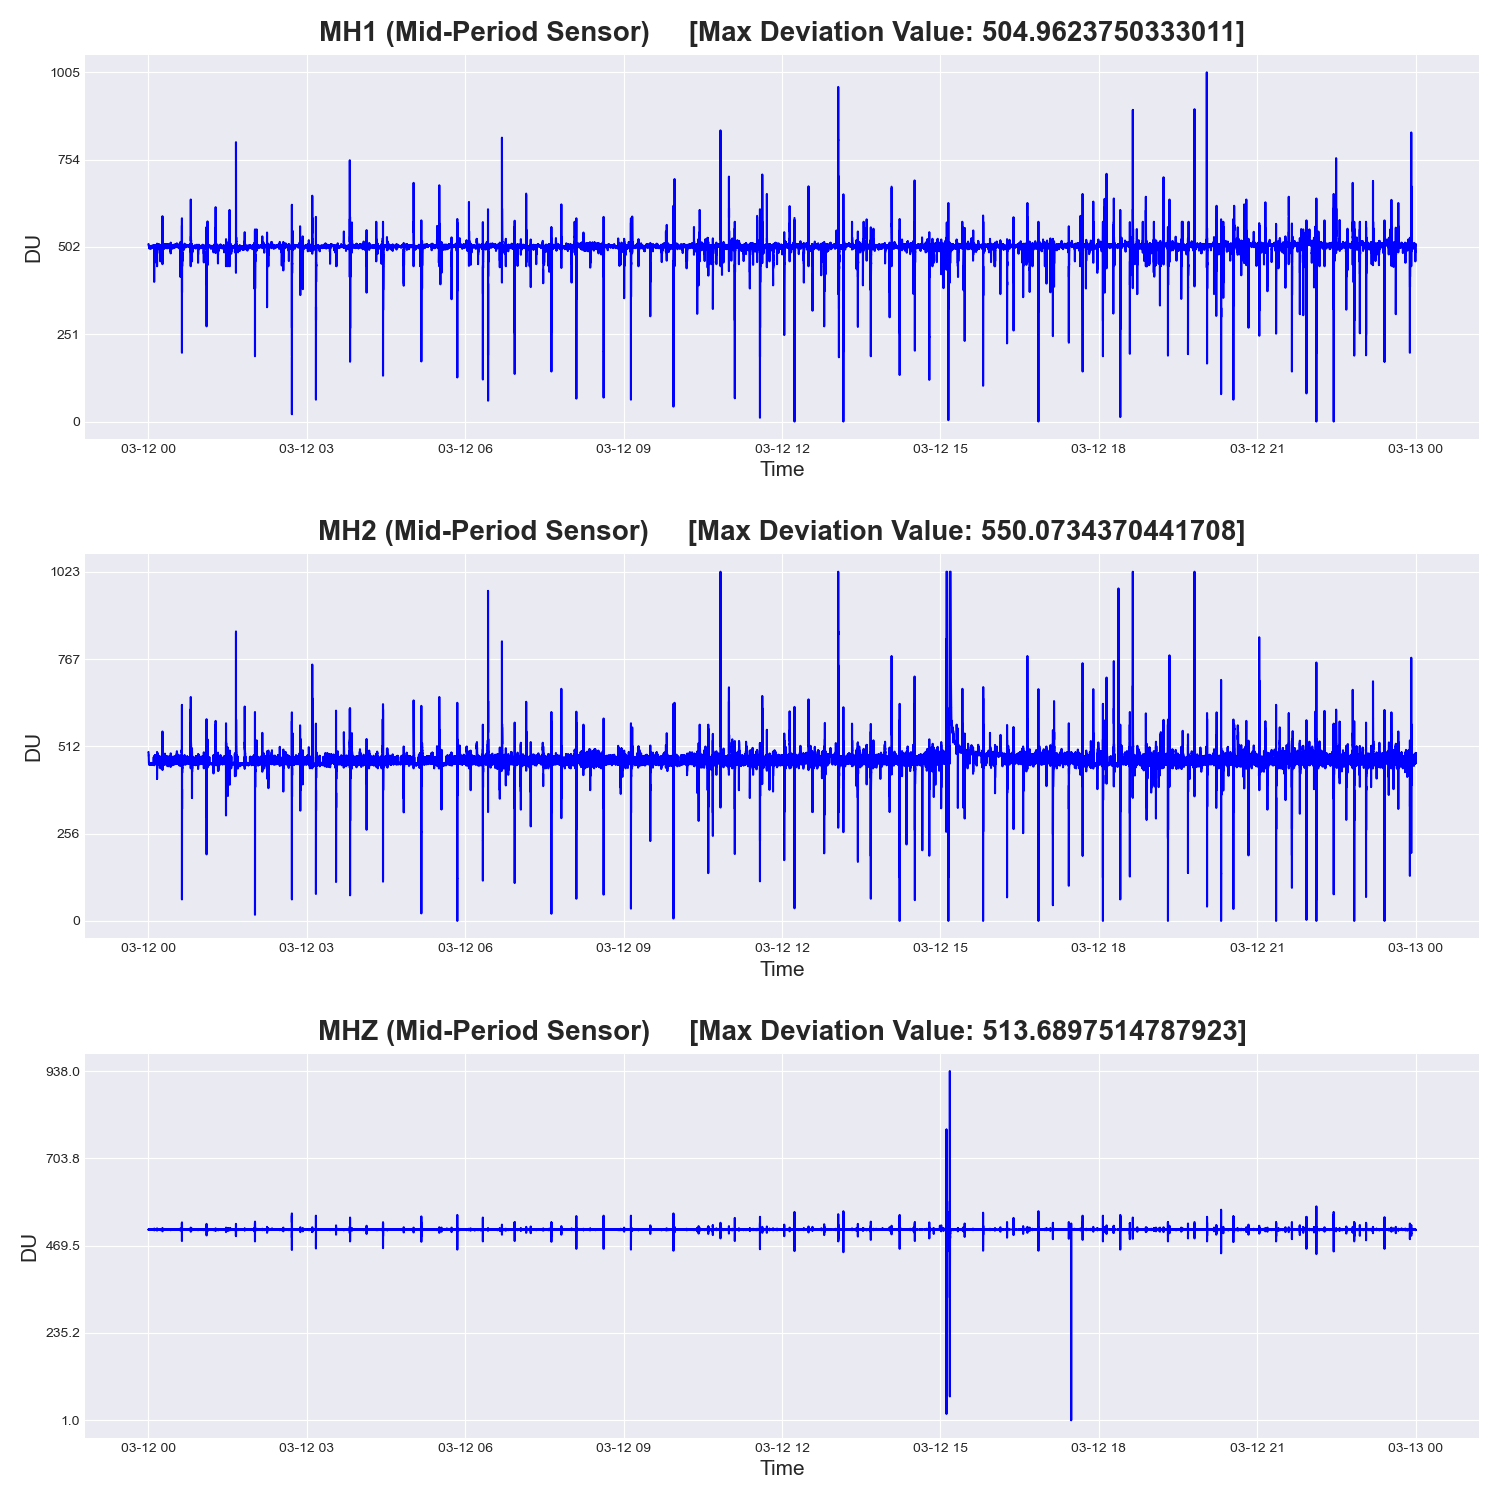 MH1 (Mid-Period Sensor) [Max Deviation Value: 504.9623750333011]
1005
754
502
251
0
DU
03-12 00 03-12 03 03-12 06 03-12 09 03-12 12 03-12 15 03-12 18 03-12 21 03-13 00
Time
MH2 (Mid-Period Sensor) [Max Deviation Value: 550.0734370441708]
1023
767
512
256
0
DU
03-12 00 03-12 03 03-12 06 03-12 09 03-12 12 03-12 15 03-12 18 03-12 21 03-13 00
Time
MHZ (Mid-Period Sensor) [Max Deviation Value: 513.6897514787923]
938.0
703.8
469.5
235.2
1.0
DU
03-12 00 03-12 03 03-12 06 03-12 09 03-12 12 03-12 15 03-12 18 03-12 21 03-13 00
Time